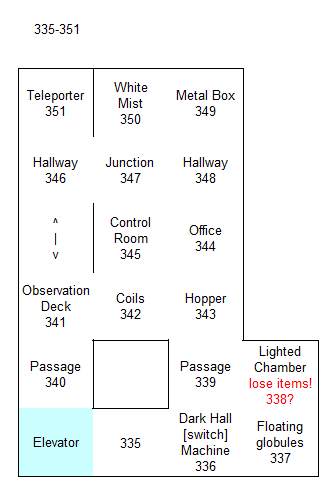 335-351
Teleporter
351
White
Mist
350
Metal Box
349
Hallway
346
Junction
347
Hallway
348
^
|
v
Control
Room
345
Office
344
Observation
Deck
341
Coils
342
Hopper
343
Passage
340
Passage
339
Lighted
Chamber
lose items!
338?
Elevator
335
Dark Hall
[switch]
Machine
336
Floating
globules
337